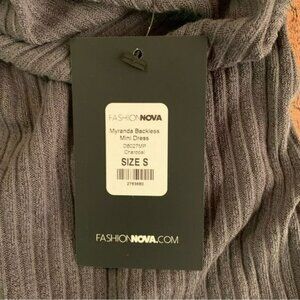 FASHIONNOVA
Myranda Backless
Mini Dress
Charcoal
SIZE S
FASHIONNOVA.COM